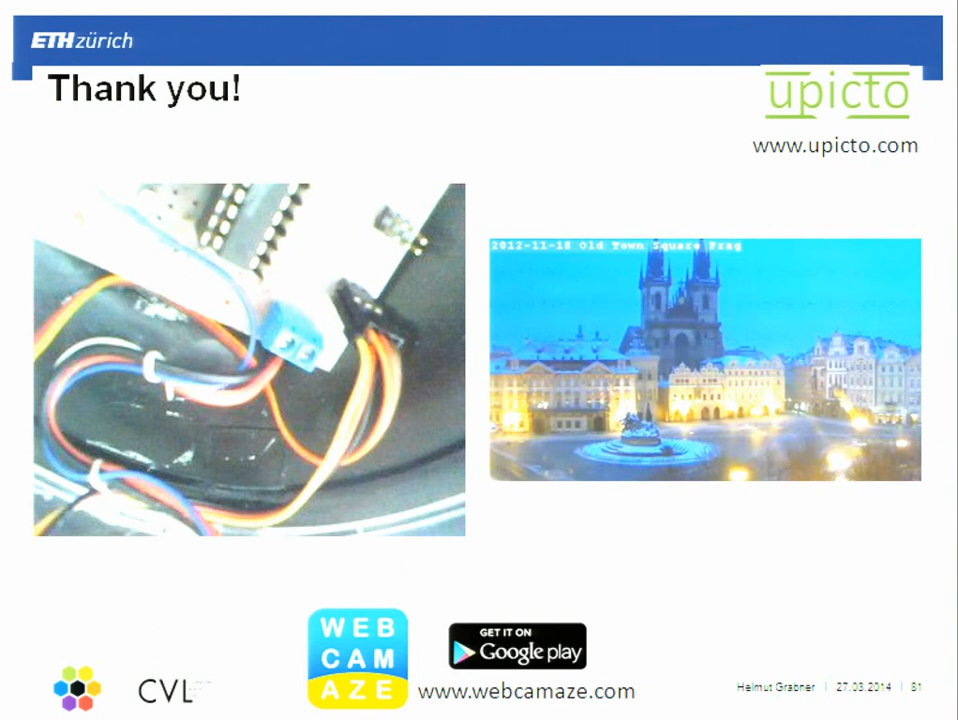 ETH zürich
Thank you!
upicto
www.upicto.com
2012-11-18 Old Town Square Prag
WEB
CAM
AZE
GET IT ON
Google play
www.webcamaze.com
CVL
Helmut Grabner | 27.03.2014 | 81